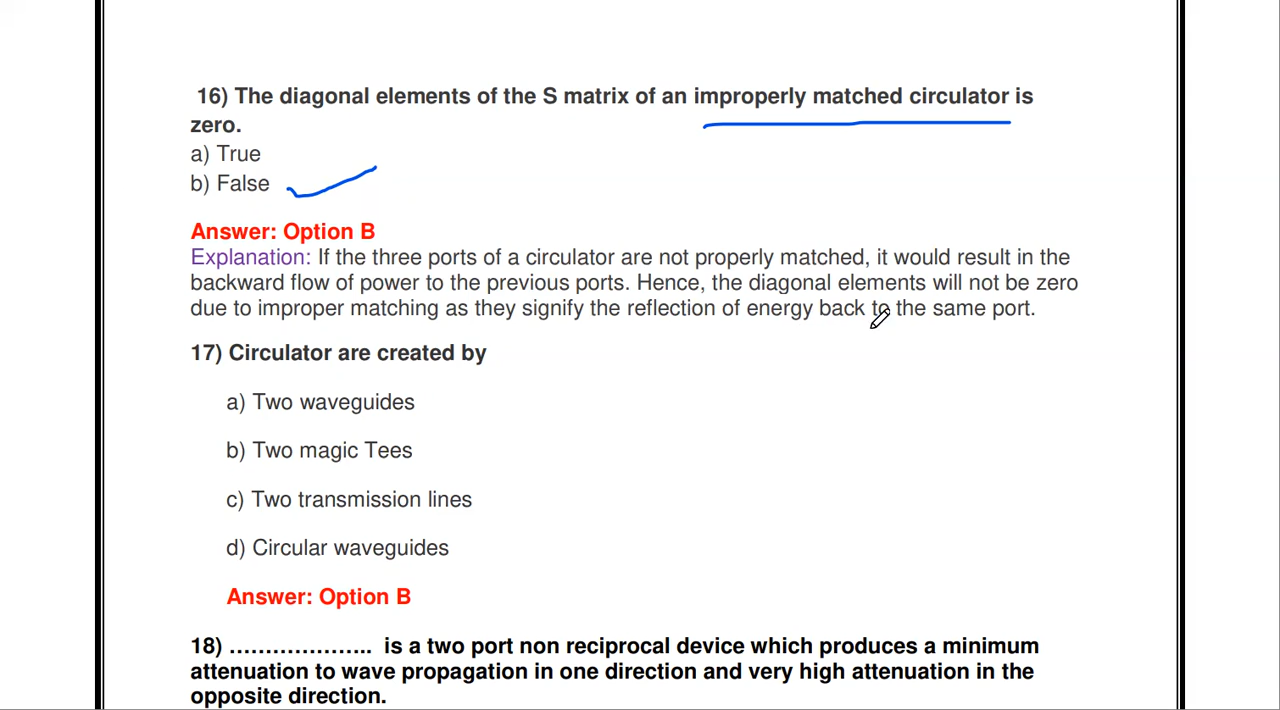 16) The diagonal elements of the S matrix of an improperly matched circulator is
zero.
a) True
b) False
Answer: Option B
Explanation: If the three ports of a circulator are not properly matched, it would result in the
backward flow of power to the previous ports. Hence, the diagonal elements will not be zero
due to improper matching as they signify the reflection of energy back to the same port.
17) Circulator are created by
a) Two waveguides
b) Two magic Tees
c) Two transmission lines
d) Circular waveguides
Answer: Option B
18) ……………….. is a two port non reciprocal device which produces a minimum
attenuation to wave propagation in one direction and very high attenuation in the
opposite direction.